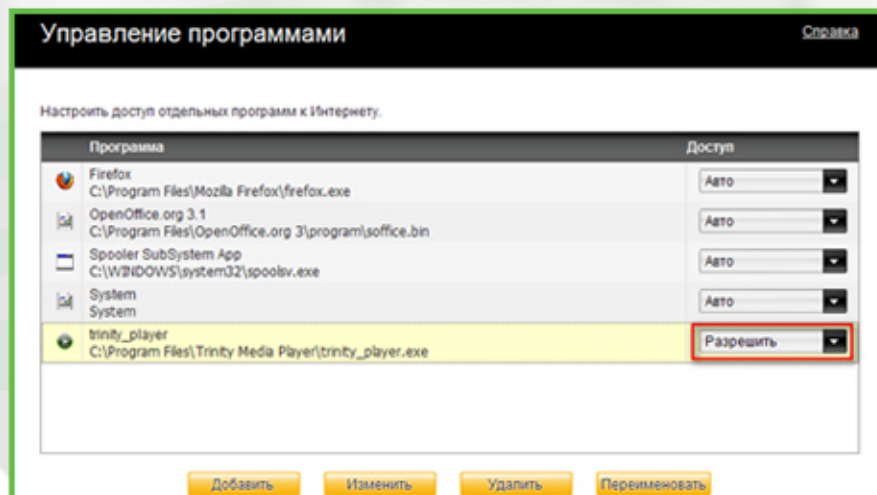 Управление программами
Справка
Настроить доступ отдельных программ к Интернету.
Программа Доступ
Firefox
C:\Program Files\Mozilla Firefox\firefox.exe
Авто
OpenOffice.org 3.1
C:\Program Files\OpenOffice.org 3\program\soffice.bin
Авто
Spooler SubSystem App
C:\WINDOWS\system32\spoolsv.exe
Авто
System
System
Авто
trinity_player
C:\Program Files\Trinity Media Player\trinity_player.exe
Разрешить
Добавить Изменить Удалить Переименовать